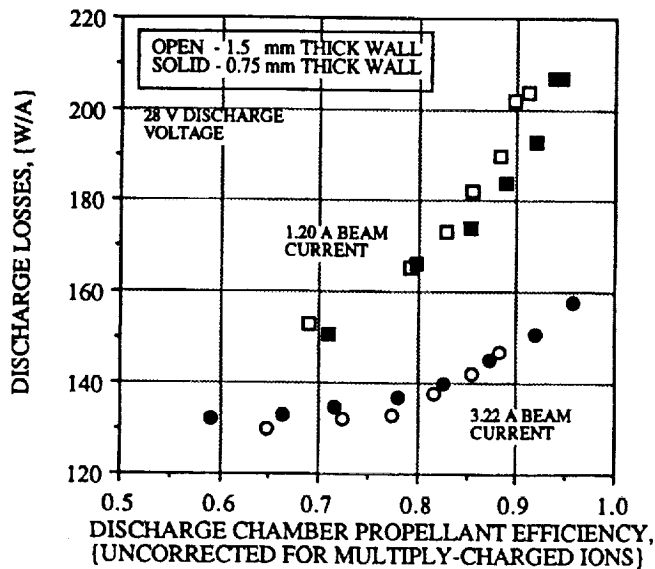 OPEN - 1.5 mm THICK WALL
SOLID - 0.75 mm THICK WALL
28 V DISCHARGE
VOLTAGE
1.20 A BEAM
CURRENT
3.22 A BEAM
CURRENT
DISCHARGE LOSSES, {W/A}
220
200
180
160
140
120
0.5 0.6 0.7 0.8 0.9 1.0
DISCHARGE CHAMBER PROPELLANT EFFICIENCY,
{UNCORRECTED FOR MULTIPLY-CHARGED IONS}